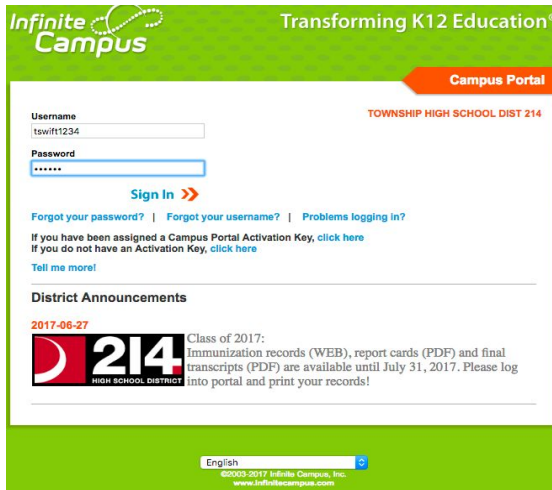 Infinite Campus
Transforming K12 Education®
Campus Portal
TOWNSHIP HIGH SCHOOL DIST 214
Username
tswift1234
Password
••••••
Sign In
Forgot your password? | Forgot your username? | Problems logging in?
If you have been assigned a Campus Portal Activation Key, click here
If you do not have an Activation Key, click here
Tell me more!
District Announcements
2017-06-27
214
HIGH SCHOOL DISTRICT
Class of 2017:
Immunization records (WEB), report cards (PDF) and final
transcripts (PDF) are available until July 31, 2017. Please log
into portal and print your records!
English
©2003-2017 Infinite Campus, Inc.
www.infinitecampus.com